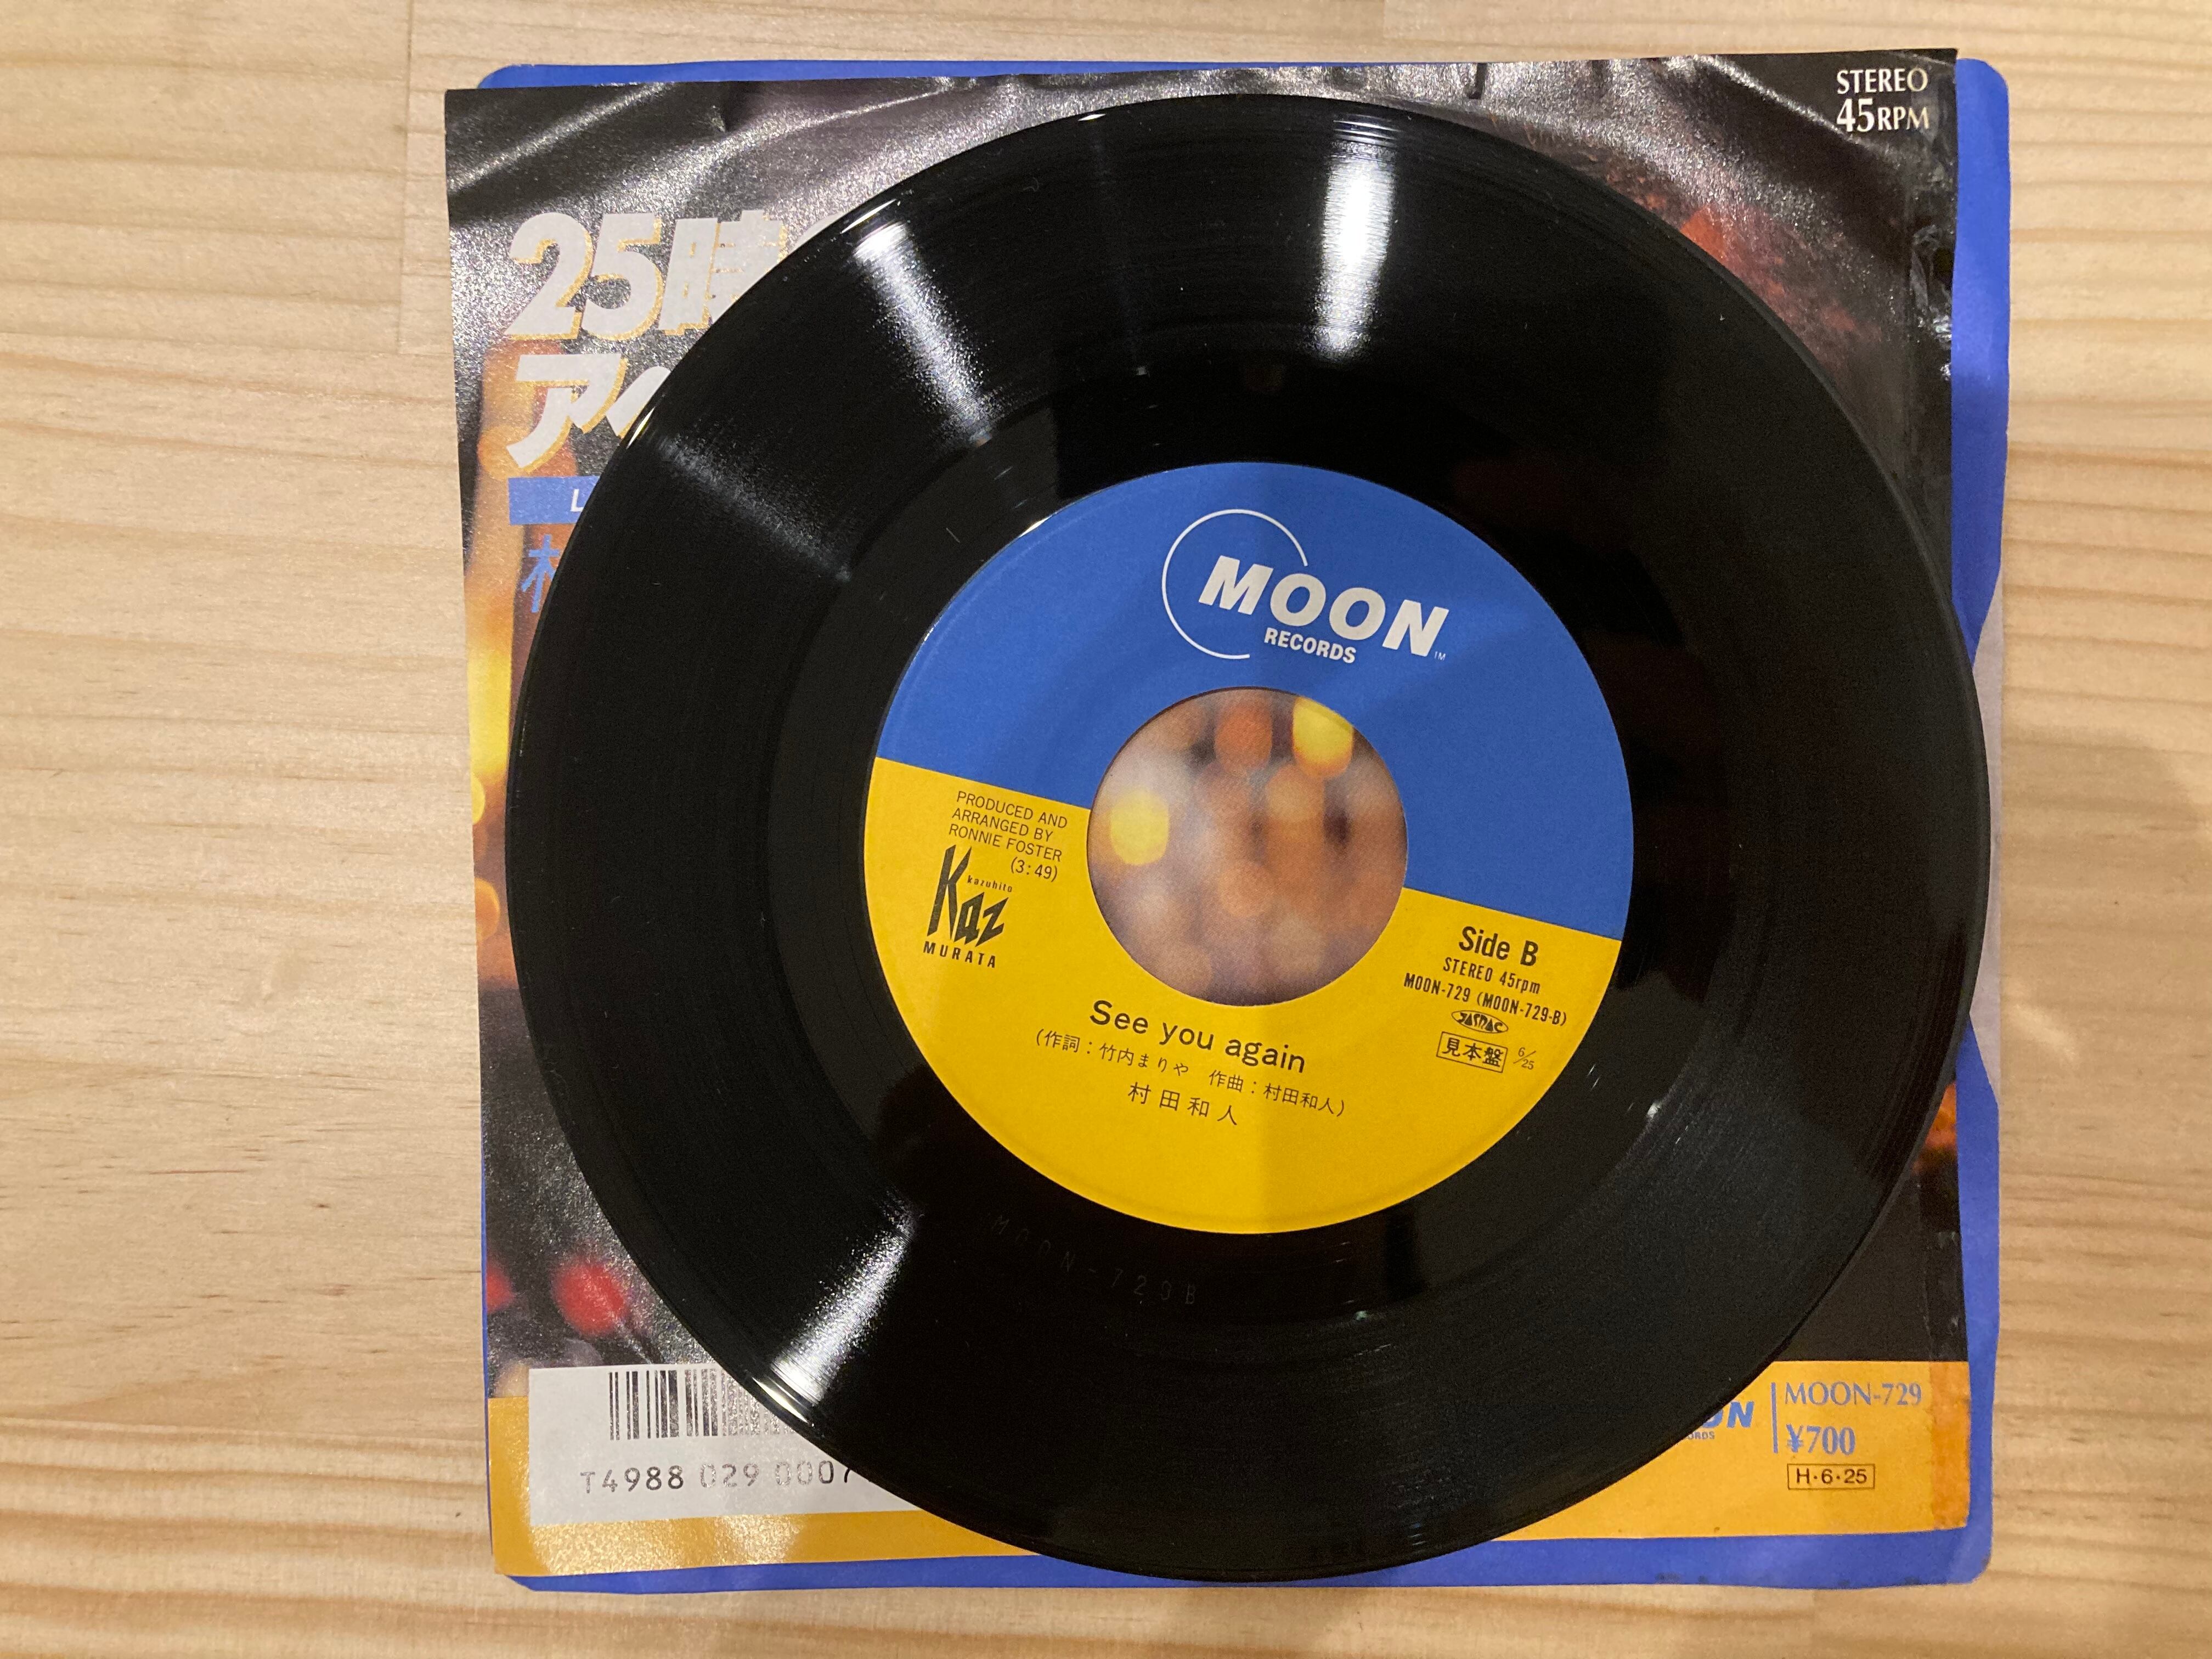 STEREO
45RPM
25時
MOON
RECORDS
TM
PRODUCED AND
ARRANGED BY
RONNIE FOSTER
(3:49)
kazuhito
Kaz
MURATA
Side B
STEREO 45rpm
MOON-729 (MOON-729-B)
JASRAC
見本盤 6/25
See you again
(作詞:竹内まりや 作曲:村田和人)
村田和人
MOON-729B
MOON-729
¥700
H・6・25
T4988 029 0007